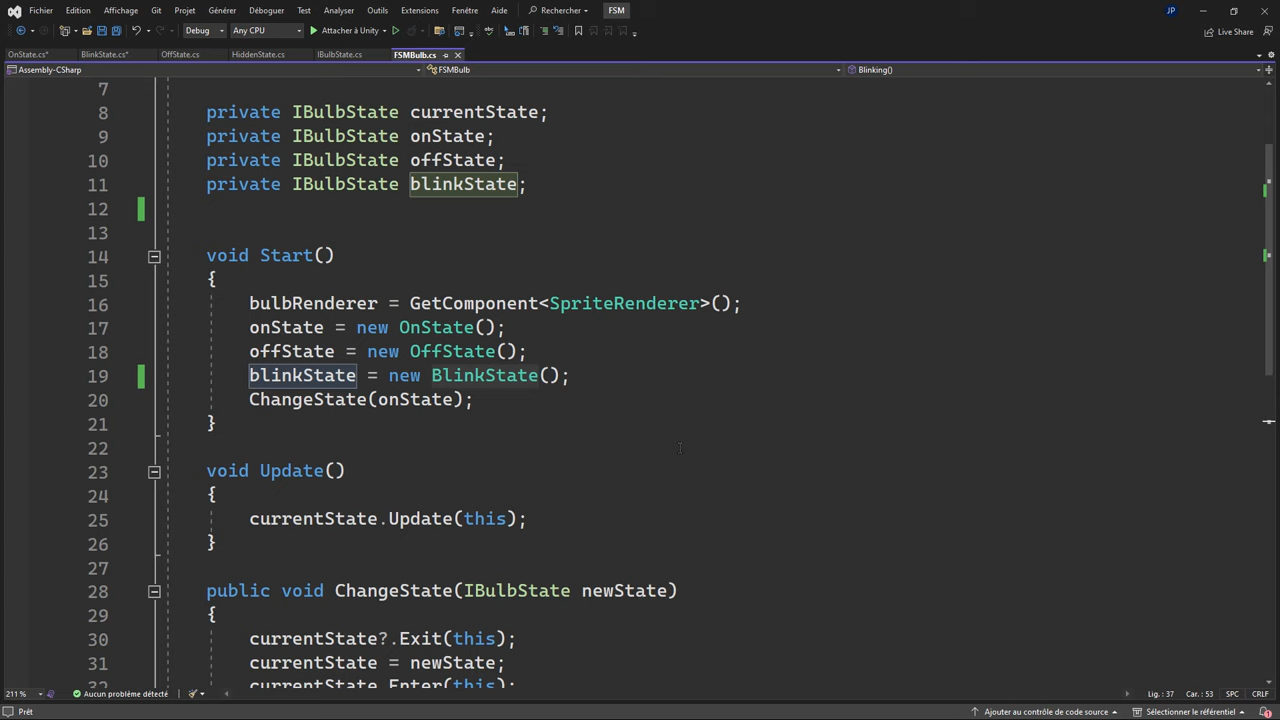 Fichier Edition Affichage Git Projet Générer Déboguer Test Analyser Outils Extensions Fenêtre Aide Rechercher FSM JP
Debug Any CPU Attacher à Unity Live Share
OnState.cs* BlinkState.cs* OffState.cs HiddenState.cs IBulbState.cs FSMBulb.cs
Assembly-CSharp FSMBulb Blinking()
7
8 private IBulbState currentState;
9 private IBulbState onState;
10 private IBulbState offState;
11 private IBulbState blinkState;
12
13
14 void Start()
15 {
16 bulbRenderer = GetComponent<SpriteRenderer>();
17 onState = new OnState();
18 offState = new OffState();
19 blinkState = new BlinkState();
20 ChangeState(onState);
21 }
22
23 void Update()
24 {
25 currentState.Update(this);
26 }
27
28 public void ChangeState(IBulbState newState)
29 {
30 currentState?.Exit(this);
31 currentState = newState;
32 currentState.Enter(this);
211 % Aucun problème détecté Lig. : 37 Car. : 53 SPC CRLF
Prêt Ajouter au contrôle de code source Sélectionner le référentiel 1